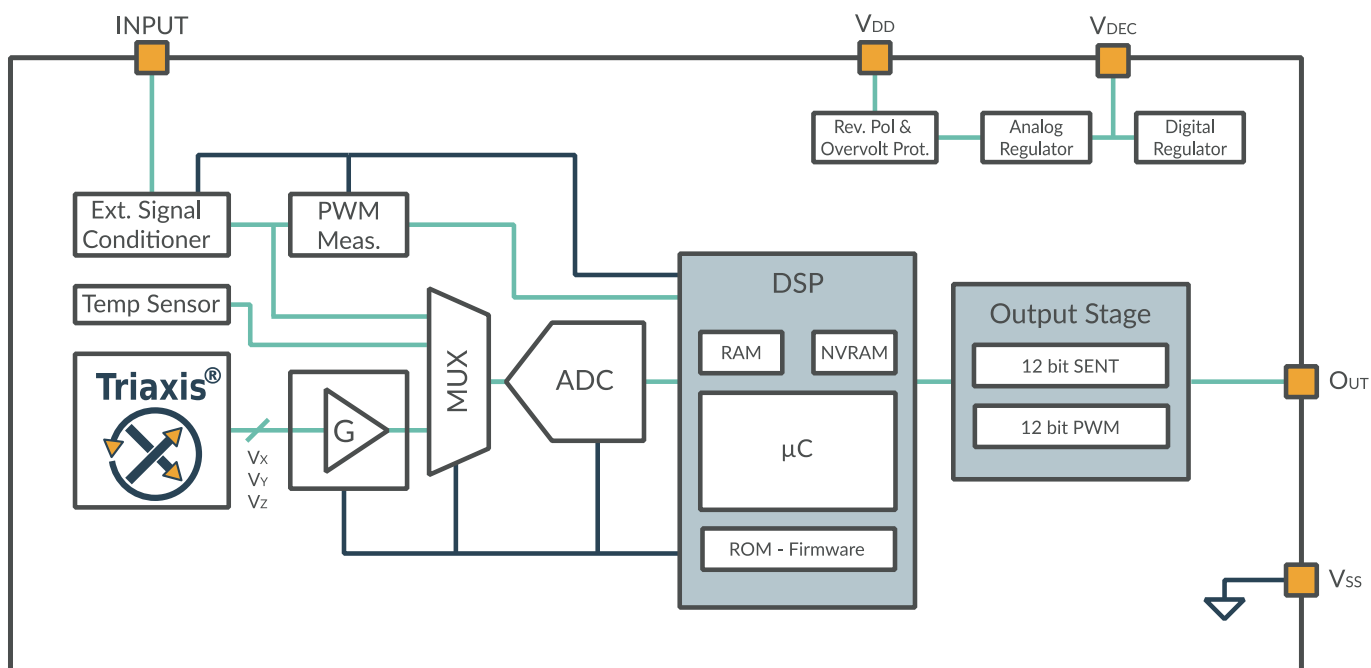 INPUT
VDD
VDEC
Rev. Pol &
Overvolt Prot.
Analog
Regulator
Digital
Regulator
Ext. Signal
Conditioner
PWM
Meas.
Temp Sensor
Triaxis®
VX
VY
VZ
G
MUX
ADC
DSP
RAM
NVRAM
µC
ROM - Firmware
Output Stage
12 bit SENT
12 bit PWM
OUT
VSS